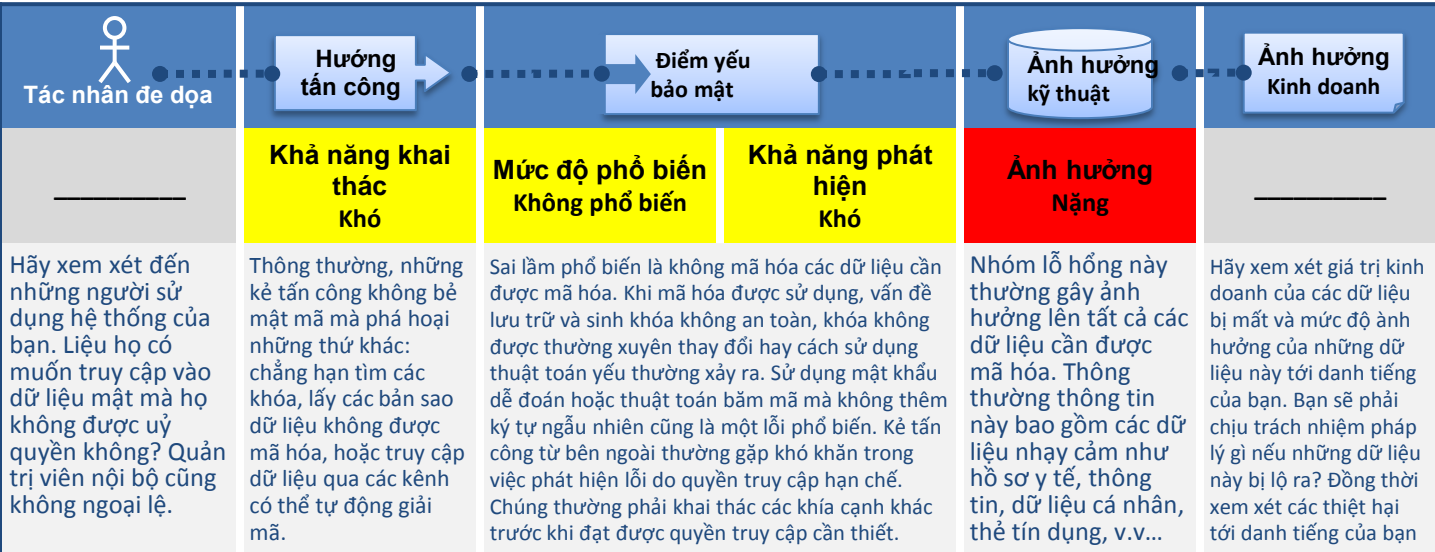 Tác nhân đe dọa
Hướng
tấn công
Điểm yếu
bảo mật
Ảnh hưởng
kỹ thuật
Ảnh hưởng
Kinh doanh
__________
Khả năng khai
thác
Khó
Mức độ phổ biến
Không phổ biến
Khả năng phát
hiện
Khó
Ảnh hưởng
Nặng
__________
Hãy xem xét đến
những người sử
dụng hệ thống của
bạn. Liệu họ có
muốn truy cập vào
dữ liệu mật mà họ
không được uỷ
quyền không? Quản
trị viên nội bộ cũng
không ngoại lệ.
Thông thường, những
kẻ tấn công không bẻ
mật mã mà phá hoại
những thứ khác:
chẳng hạn tìm các
khóa, lấy các bản sao
dữ liệu không được
mã hóa, hoặc truy cập
dữ liệu qua các kênh
có thể tự động giải
mã.
Sai lầm phổ biến là không mã hóa các dữ liệu cần
được mã hóa. Khi mã hóa được sử dụng, vấn đề
lưu trữ và sinh khóa không an toàn, khóa không
được thường xuyên thay đổi hay cách sử dụng
thuật toán yếu thường xảy ra. Sử dụng mật khẩu
dễ đoán hoặc thuật toán băm mã mà không thêm
ký tự ngẫu nhiên cũng là một lỗi phổ biến. Kẻ tấn
công từ bên ngoài thường gặp khó khăn trong
việc phát hiện lỗi do quyền truy cập hạn chế.
Chúng thường phải khai thác các khía cạnh khác
trước khi đạt được quyền truy cập cần thiết.
Nhóm lỗ hổng này
thường gây ảnh
hưởng lên tất cả các
dữ liệu cần được
mã hóa. Thông
thường thông tin
này bao gồm các dữ
liệu nhạy cảm như
hồ sơ y tế, thông
tin, dữ liệu cá nhân,
thẻ tín dụng, v.v…
Hãy xem xét giá trị kinh
doanh của các dữ liệu
bị mất và mức độ ành
hưởng của những dữ
liệu này tới danh tiếng
của bạn. Bạn sẽ phải
chịu trách nhiệm pháp
lý gì nếu những dữ liệu
này bị lộ ra? Đồng thời
xem xét các thiệt hại
tới danh tiếng của bạn